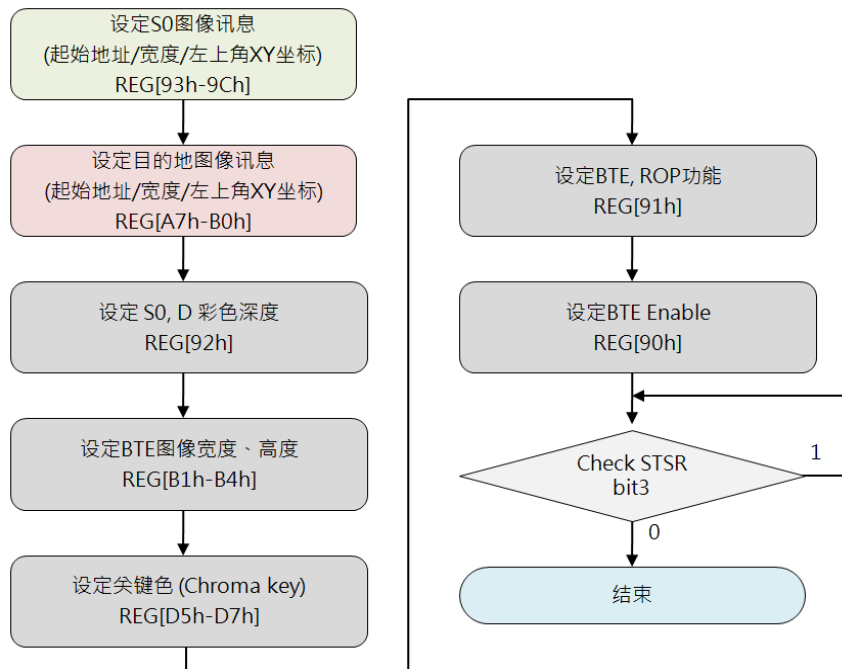 设定S0图像讯息
(起始地址/宽度/左上角XY坐标)
REG[93h-9Ch]
设定目的地图像讯息
(起始地址/宽度/左上角XY坐标)
REG[A7h-B0h]
设定 S0, D 彩色深度
REG[92h]
设定BTE图像宽度、高度
REG[B1h-B4h]
设定尖键色 (Chroma key)
REG[D5h-D7h]
设定BTE, ROP功能
REG[91h]
设定BTE Enable
REG[90h]
Check STSR
bit3
1
0
结束